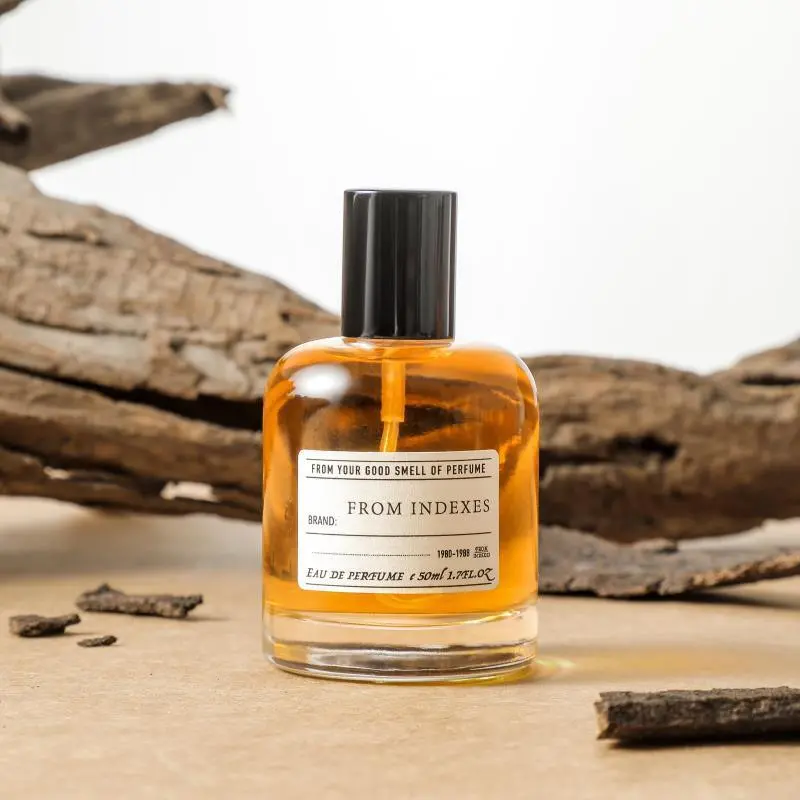 FROM YOUR GOOD SMELL OF PERFUME
BRAND: FROM INDEXES
1980-1988
EAU DE PERFUME e 50ml 1.7FL.OZ